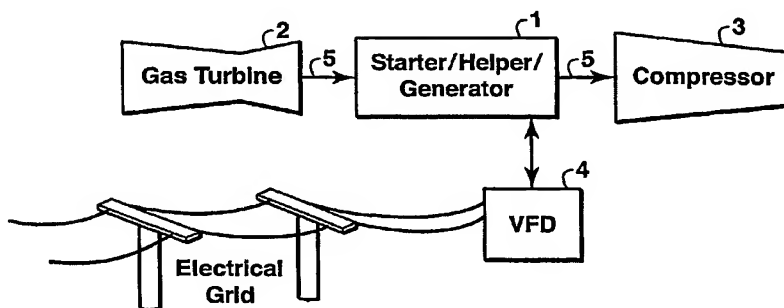 1
2
3
5
5
Gas Turbine
Starter/Helper/
Generator
Compressor
4
VFD
Electrical
Grid